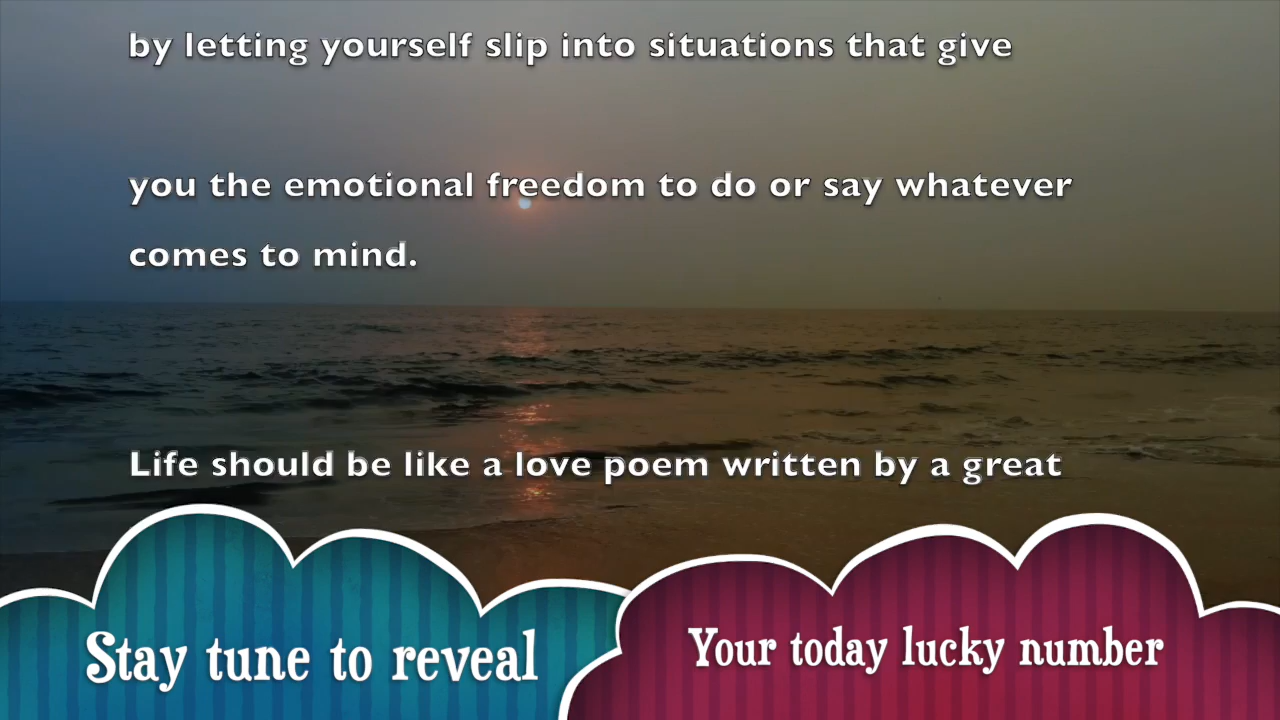 by letting yourself slip into situations that give
you the emotional freedom to do or say whatever
comes to mind.
Life should be like a love poem written by a great
Stay tune to reveal
Your today lucky number